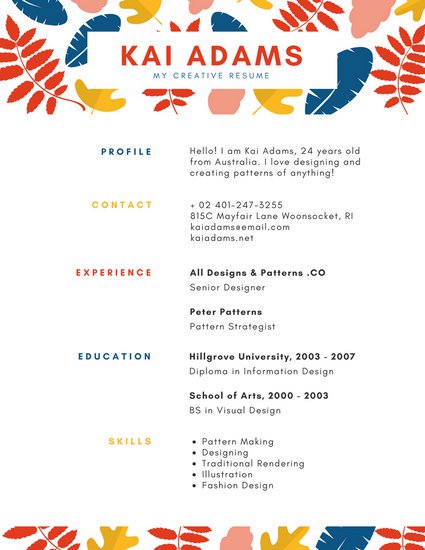 KAI ADAMS
MY CREATIVE RESUME
PROFILE
Hello! I am Kai Adams, 24 years old
from Australia. I love designing and
creating patterns of anything!
CONTACT
+ 02 401-247-3255
815C Mayfair Lane Woonsocket, RI
kaiadams@email.com
kaiadams.net
EXPERIENCE
All Designs & Patterns .CO
Senior Designer
Peter Patterns
Pattern Strategist
EDUCATION
Hillgrove University, 2003 - 2007
Diploma in Information Design
School of Arts, 2000 - 2003
BS in Visual Design
SKILLS
• Pattern Making
• Designing
• Traditional Rendering
• Illustration
• Fashion Design